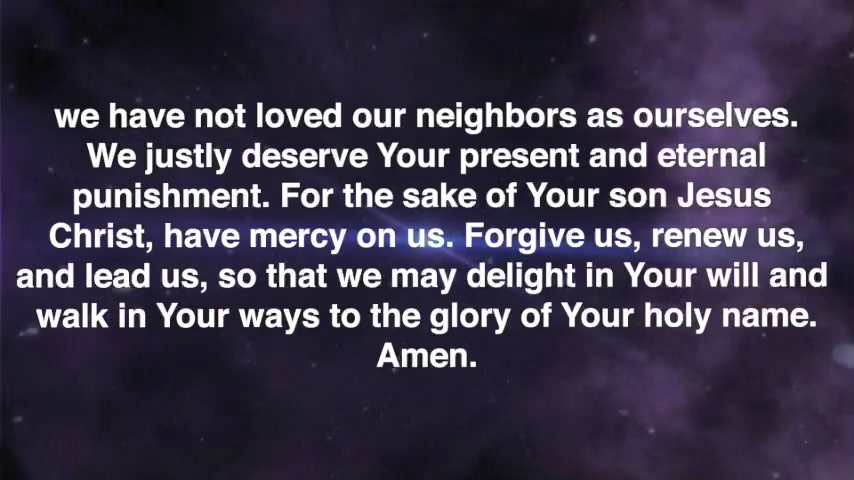 we have not loved our neighbors as ourselves.
We justly deserve Your present and eternal
punishment. For the sake of Your son Jesus
Christ, have mercy on us. Forgive us, renew us,
and lead us, so that we may delight in Your will and
walk in Your ways to the glory of Your holy name.
Amen.